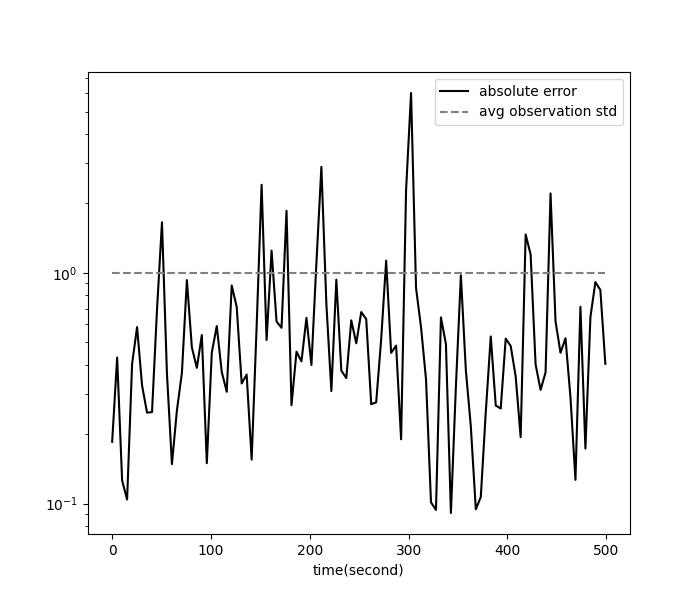 absolute error
avg observation std
10^0
10^-1
0 100 200 300 400 500
time(second)